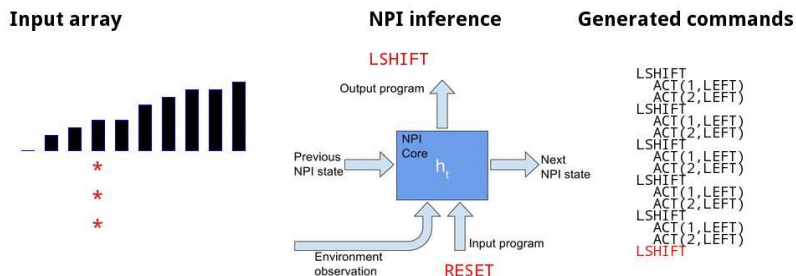 Input array
*
*
*
NPI inference
LSHIFT
Output program
NPI
Core
Previous
NPI state
ht
Next
NPI state
Environment
observation
Input program
RESET
Generated commands
LSHIFT
ACT(1,LEFT)
ACT(2,LEFT)
LSHIFT
ACT(1,LEFT)
ACT(2,LEFT)
LSHIFT
ACT(1,LEFT)
ACT(2,LEFT)
LSHIFT
ACT(1,LEFT)
ACT(2,LEFT)
LSHIFT
ACT(1,LEFT)
ACT(2,LEFT)
LSHIFT